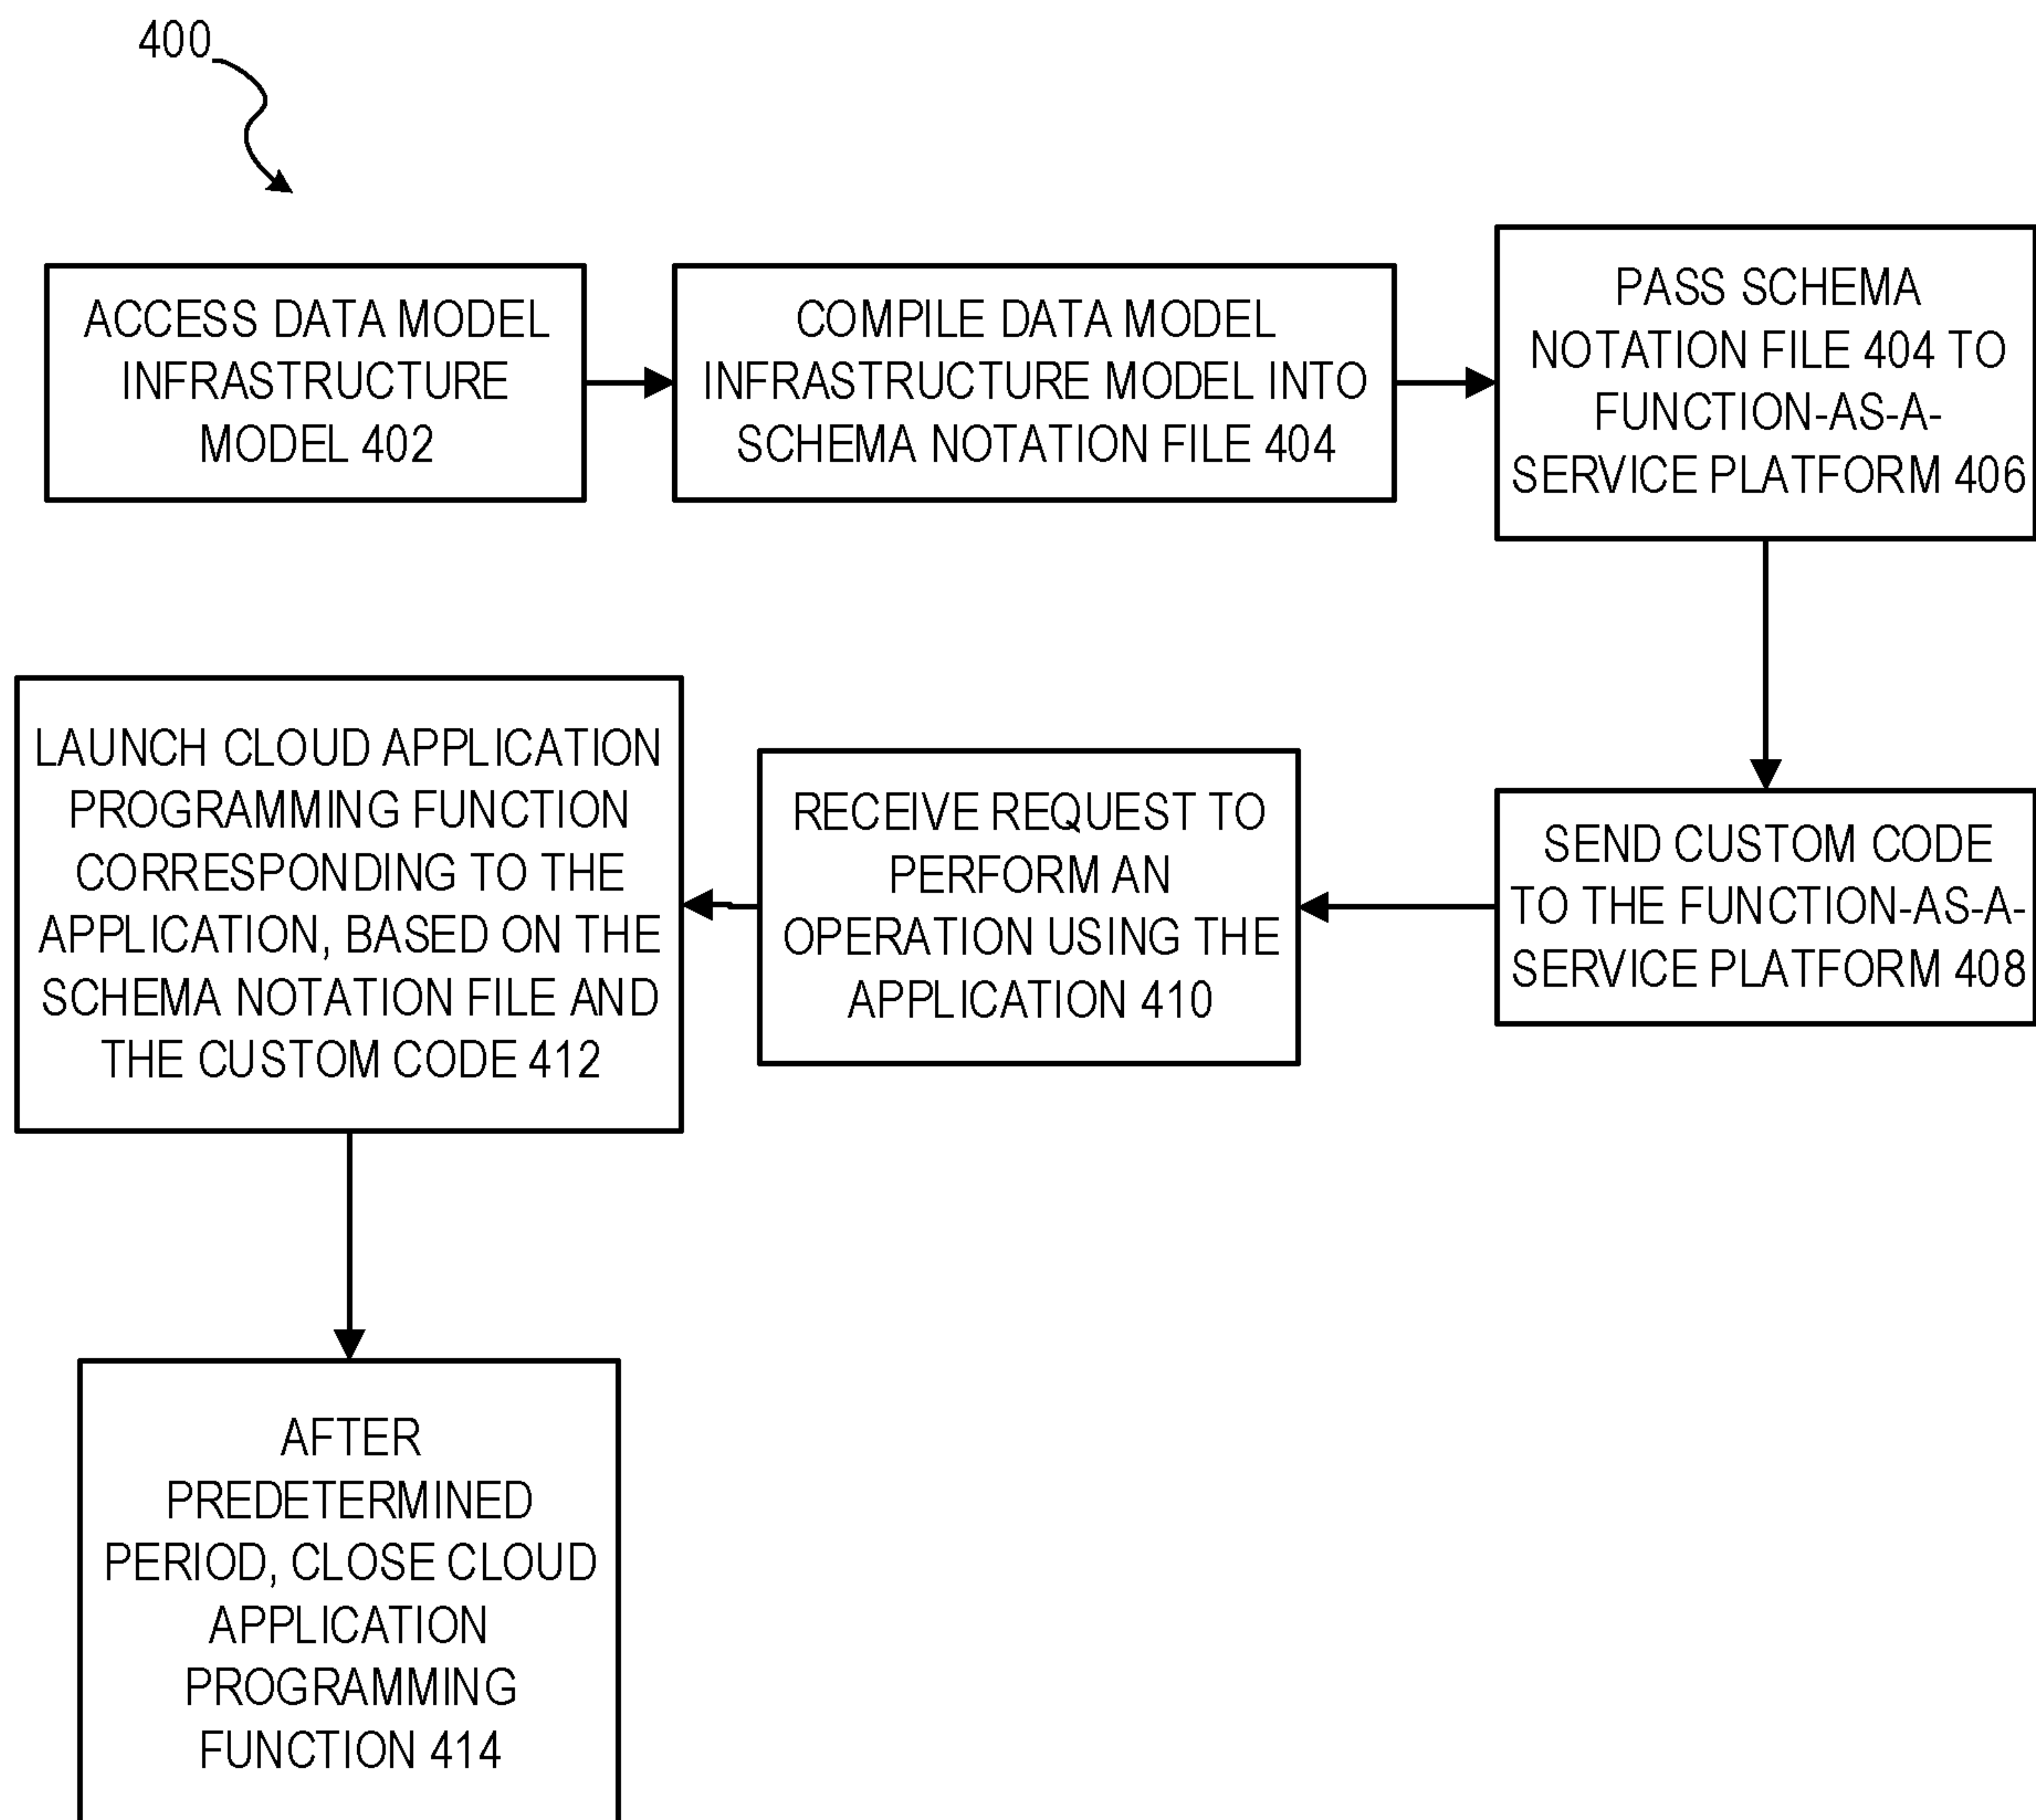 400
ACCESS DATA MODEL
INFRASTRUCTURE
MODEL 402
COMPILE DATA MODEL
INFRASTRUCTURE MODEL INTO
SCHEMA NOTATION FILE 404
PASS SCHEMA
NOTATION FILE 404 TO
FUNCTION-AS-A-
SERVICE PLATFORM 406
SEND CUSTOM CODE
TO THE FUNCTION-AS-A-
SERVICE PLATFORM 408
RECEIVE REQUEST TO
PERFORM AN
OPERATION USING THE
APPLICATION 410
LAUNCH CLOUD APPLICATION
PROGRAMMING FUNCTION
CORRESPONDING TO THE
APPLICATION, BASED ON THE
SCHEMA NOTATION FILE AND
THE CUSTOM CODE 412
AFTER
PREDETERMINED
PERIOD, CLOSE CLOUD
APPLICATION
PROGRAMMING
FUNCTION 414